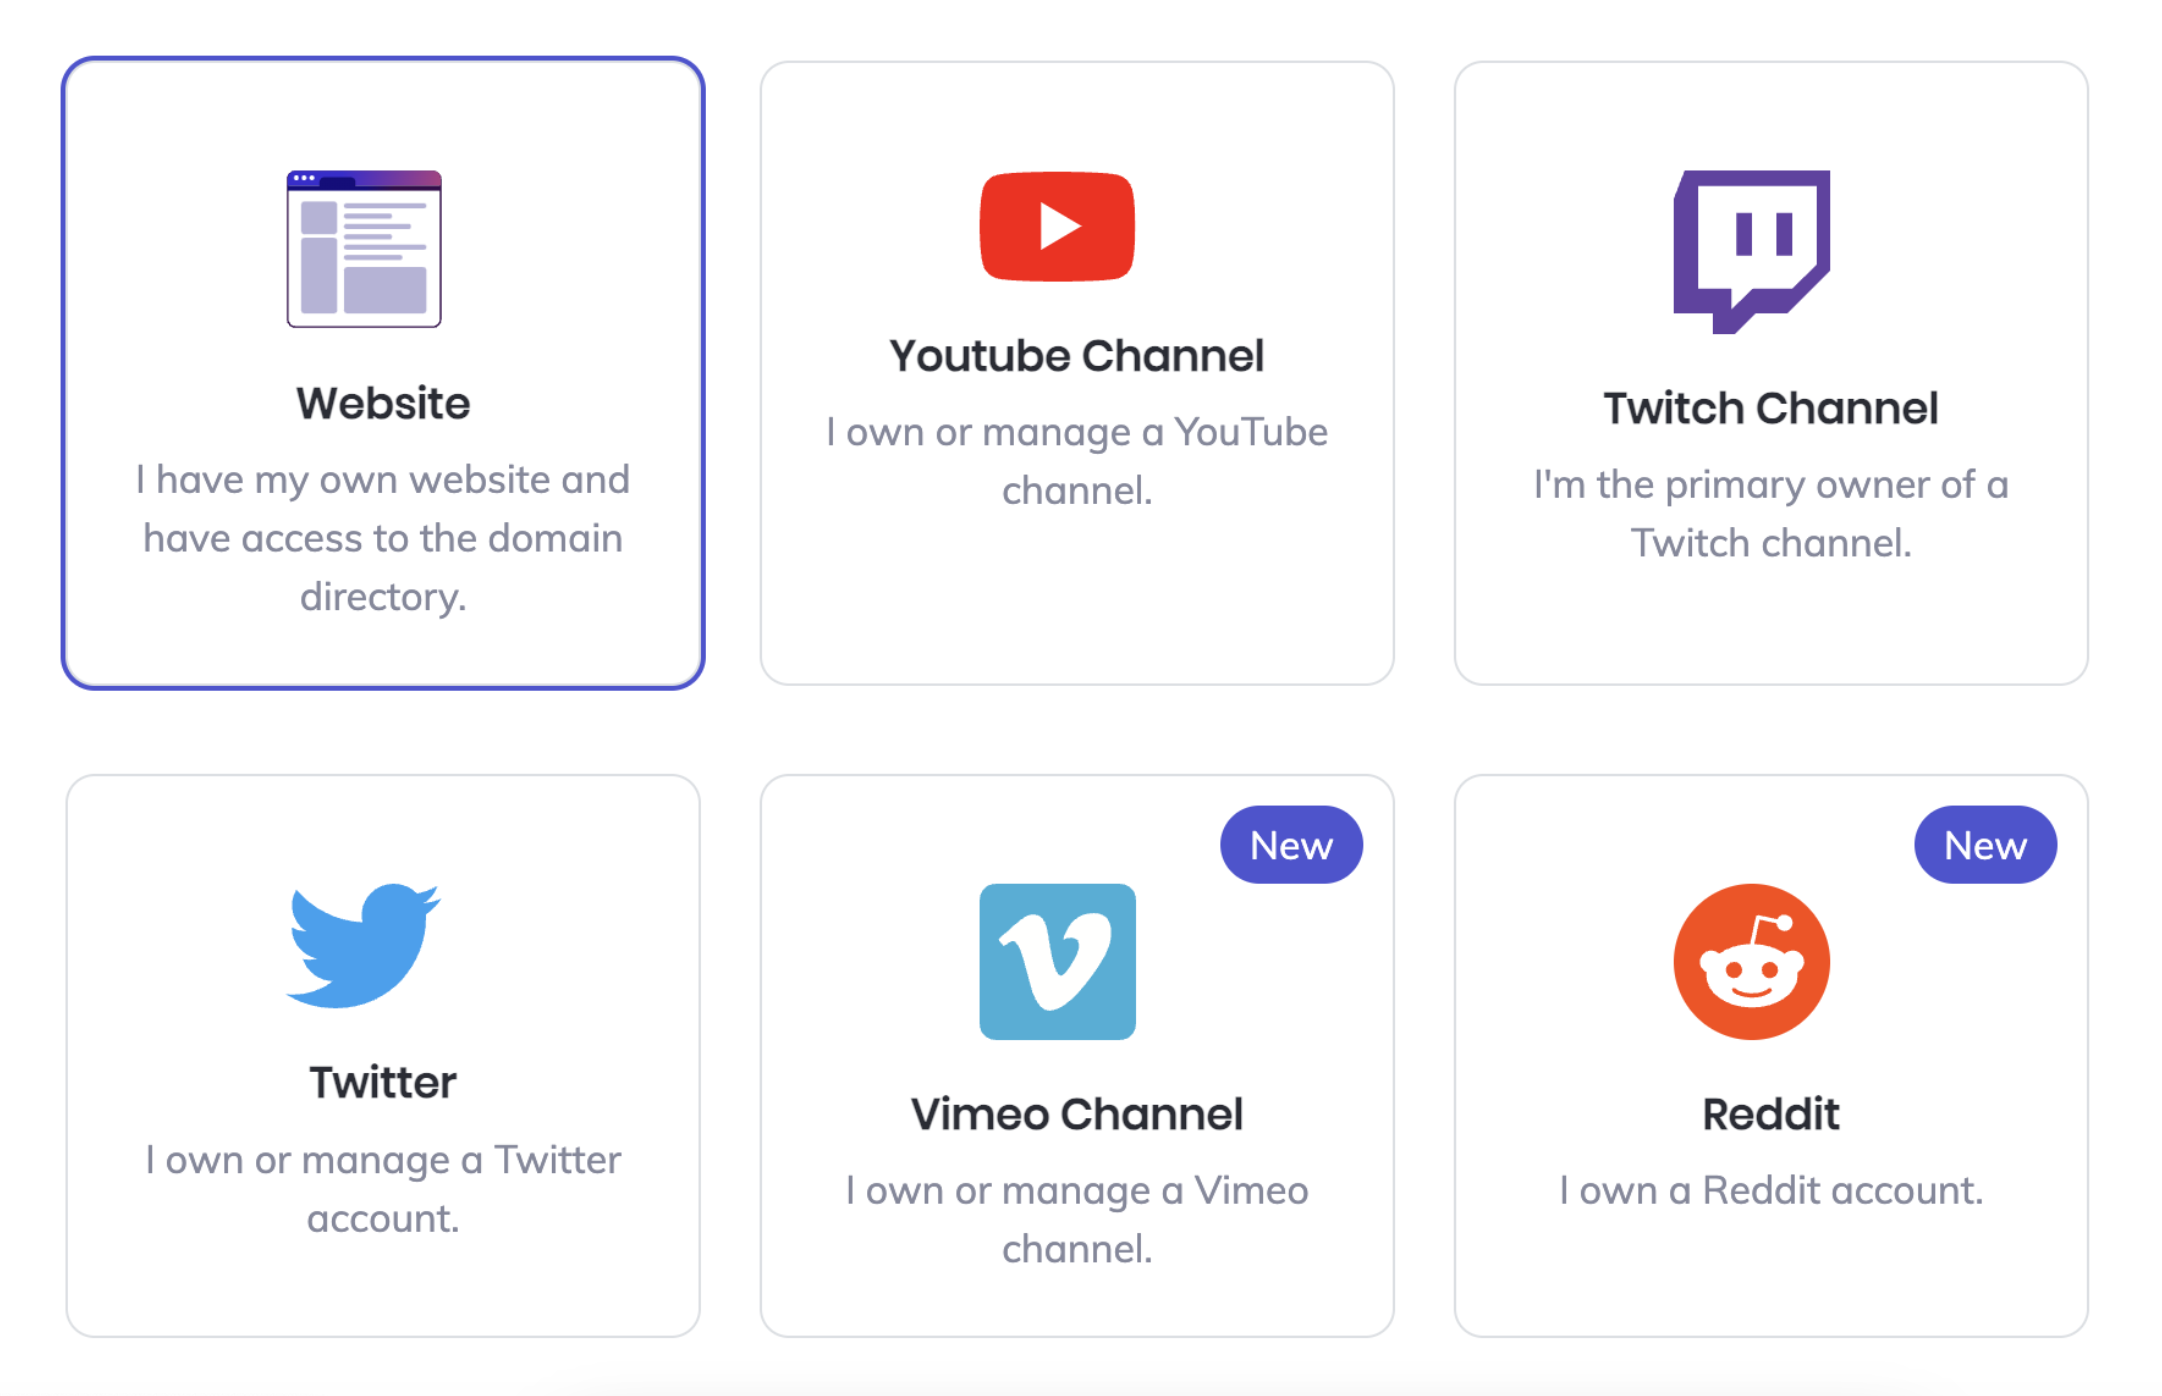 Website
I have my own website and
have access to the domain
directory.
Youtube Channel
I own or manage a YouTube
channel.
Twitch Channel
I'm the primary owner of a
Twitch channel.
Twitter
I own or manage a Twitter
account.
New
Vimeo Channel
I own or manage a Vimeo
channel.
New
Reddit
I own a Reddit account.